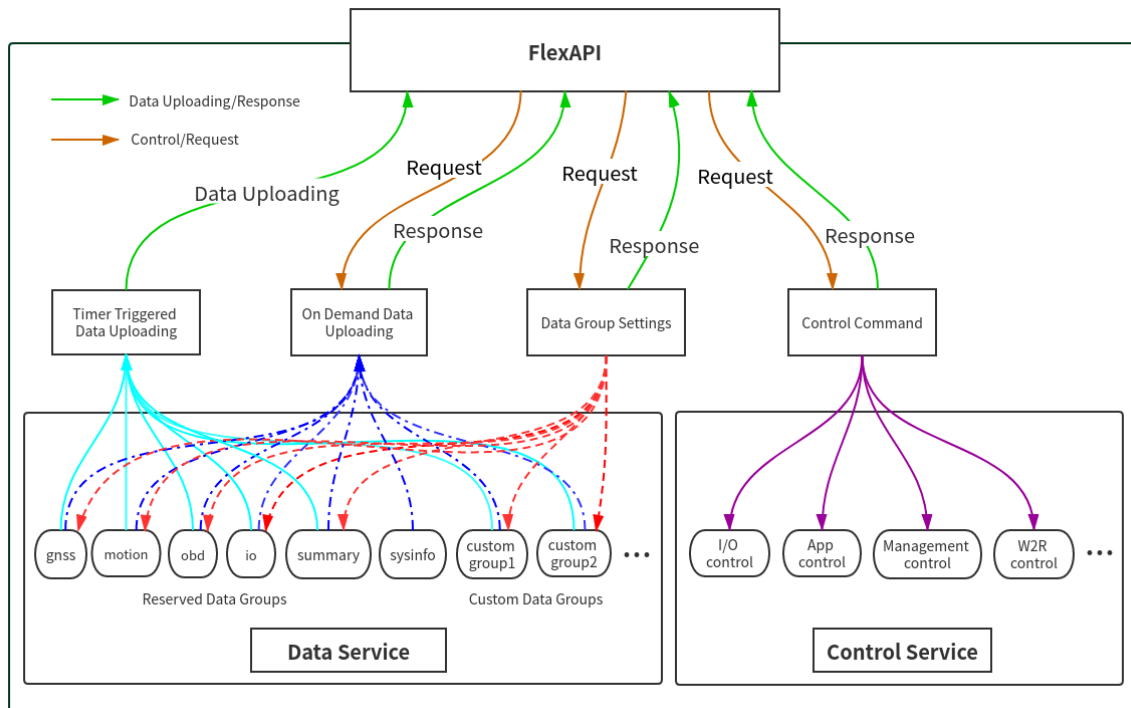 FlexAPI
Data Uploading/Response
Control/Request
Request
Request
Request
Data Uploading
Response
Response
Response
Timer Triggered
Data Uploading
On Demand Data
Uploading
Data Group Settings
Control Command
gnss
motion
obd
io
summary
sysinfo
custom
group1
custom
group2
...
I/O
control
App
control
Management
control
W2R
control
...
Reserved Data Groups
Custom Data Groups
Data Service
Control Service